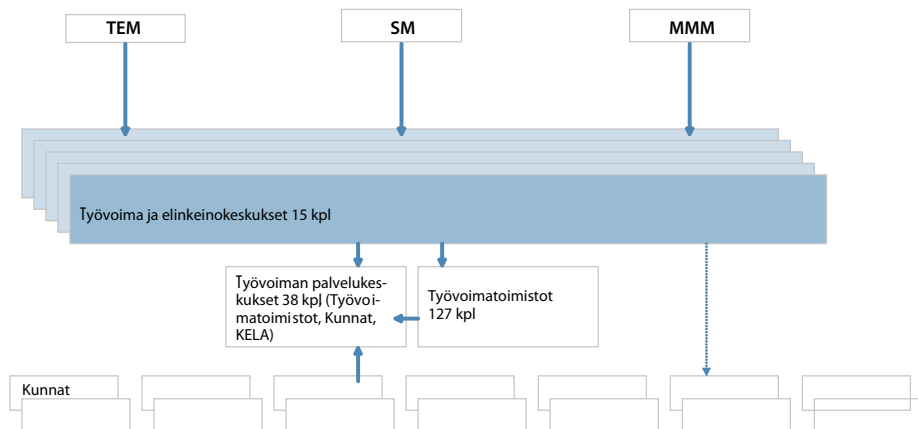 TEM
SM
MMM
Työvoima ja elinkeinokeskukset 15 kpl
Työvoiman palvelukes-
kukset 38 kpl, (Työvoi-
matoimistot, Kunnat,
KELA)
Työvoimatoimistot
127 kpl
Kunnat